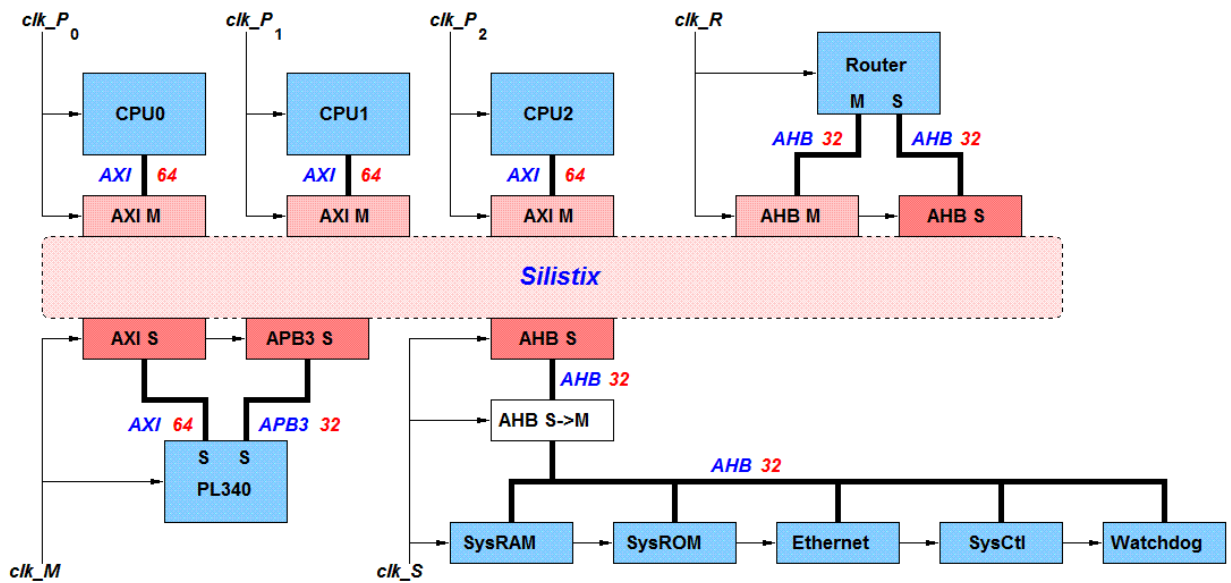 clk_P0 clk_P1 clk_P2 clk_R
Router
M S
CPU0 CPU1 CPU2
AHB 32 AHB 32
AXI 64 AXI 64 AXI 64
AXI M AXI M AXI M AHB M AHB S
Silistix
AXI S APB3 S AHB S
AHB 32
AXI 64 APB3 32 AHB S->M
S S
PL340
AHB 32
SysRAM SysROM Ethernet SysCtl Watchdog
clk_M clk_S